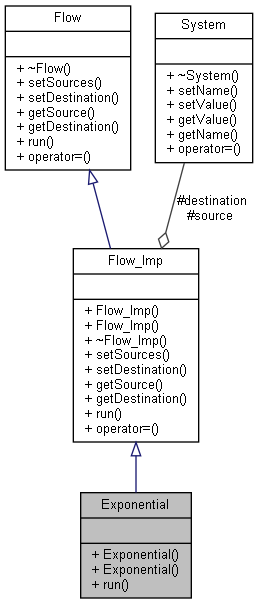 Flow
+ ~Flow()
+ setSources()
+ setDestination()
+ getSource()
+ getDestination()
+ run()
+ operator=()
System
+ ~System()
+ setName()
+ setValue()
+ getValue()
+ getName()
+ operator=()
#destination
#source
Flow_Imp
+ Flow_Imp()
+ Flow_Imp()
+ ~Flow_Imp()
+ setSources()
+ setDestination()
+ getSource()
+ getDestination()
+ run()
+ operator=()
Exponential
+ Exponential()
+ Exponential()
+ run()